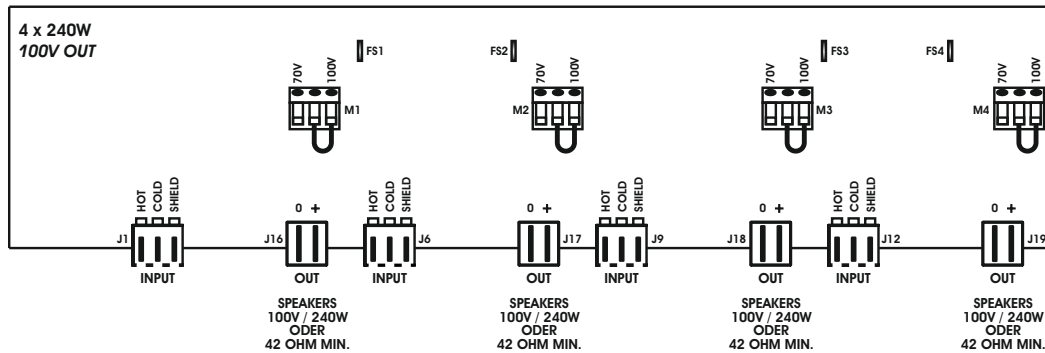 4 x 240W
100V OUT
FS1
FS2
FS3
FS4
70V 100V
M1
70V 100V
M2
70V 100V
M3
70V 100V
M4
HOT COLD SHIELD
J1
INPUT
0 +
J16
OUT
HOT COLD SHIELD
J6
INPUT
0 +
J17
OUT
HOT COLD SHIELD
J9
INPUT
0 +
J18
OUT
HOT COLD SHIELD
J12
INPUT
0 +
J19
OUT
SPEAKERS
100V / 240W
ODER
42 OHM MIN.
SPEAKERS
100V / 240W
ODER
42 OHM MIN.
SPEAKERS
100V / 240W
ODER
42 OHM MIN.
SPEAKERS
100V / 240W
ODER
42 OHM MIN.